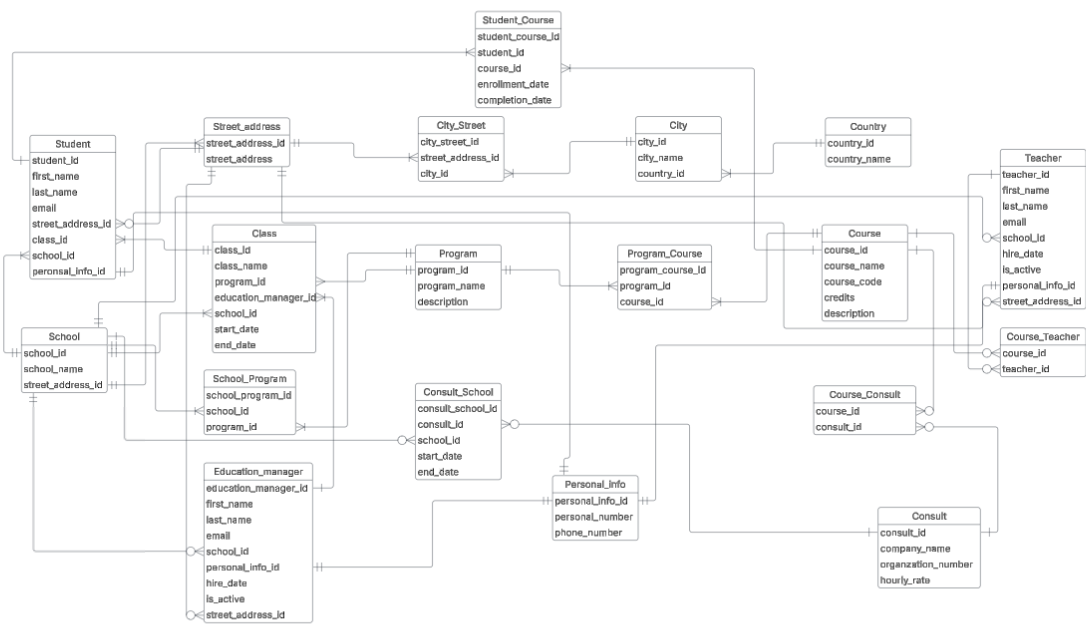 Student_Course
student_course_id
student_id
course_id
enrollment_date
completion_date
Street_address
street_address_id
street_address
City_Street
city_street_id
street_address_id
city_id
City
city_id
city_name
country_id
Country
country_id
country_name
Student
student_id
first_name
last_name
email
street_address_id
class_id
school_id
peronsal_info_id
Teacher
teacher_id
first_name
last_name
email
school_id
hire_date
is_active
personal_info_id
street_address_id
Class
class_id
class_name
program_id
education_manager_id
school_id
start_date
end_date
Program
program_id
program_name
description
Program_Course
program_course_id
program_id
course_id
Course
course_id
course_name
course_code
credits
description
School
school_id
school_name
street_address_id
Course_Teacher
course_id
teacher_id
School_Program
school_program_id
school_id
program_id
Consult_School
consult_school_id
consult_id
school_id
start_date
end_date
Course_Consult
course_id
consult_id
Education_manager
education_manager_id
first_name
last_name
email
school_id
personal_info_id
hire_date
is_active
street_address_id
Personal_info
personal_info_id
personal_number
phone_number
Consult
consult_id
company_name
organzation_number
hourly_rate